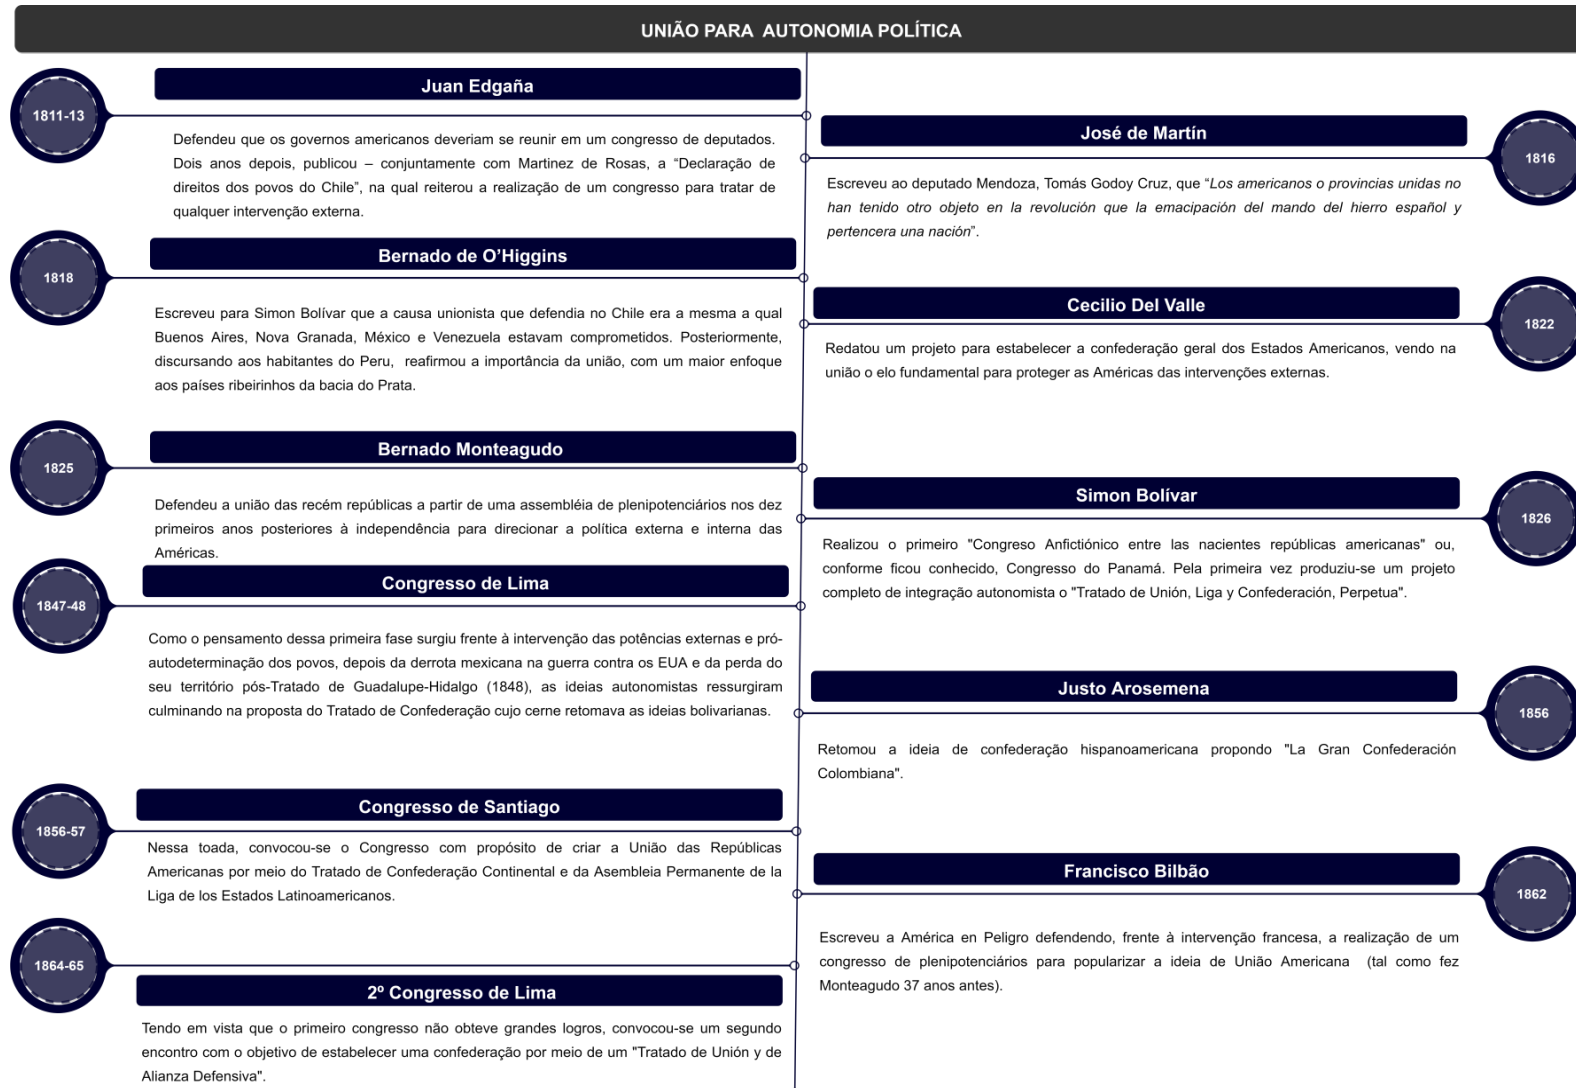 UNIÃO PARA AUTONOMIA POLÍTICA
1811-13
Juan Edgaña
Defendeu que os governos americanos deveriam se reunir em um congresso de deputados.
Dois anos depois, publicou – conjuntamente com Martinez de Rosas, a “Declaração de
direitos dos povos do Chile”, na qual reiterou a realização de um congresso para tratar de
qualquer intervenção externa.
José de Martín
1816
Escreveu ao deputado Mendoza, Tomás Godoy Cruz, que “Los americanos o provincias unidas no
han tenido otro objeto en la revolución que la emacipación del mando del hierro español y
pertencera una nación”.
1818
Bernado de O’Higgins
Escreveu para Simon Bolívar que a causa unionista que defendia no Chile era a mesma a qual
Buenos Aires, Nova Granada, México e Venezuela estavam comprometidos. Posteriormente,
discursando aos habitantes do Peru, reafirmou a importância da união, com um maior enfoque
aos países ribeirinhos da bacia do Prata.
Cecilio Del Valle
1822
Redatou um projeto para estabelecer a confederação geral dos Estados Americanos, vendo na
união o elo fundamental para proteger as Américas das intervenções externas.
1825
Bernado Monteagudo
Defendeu a união das recém repúblicas a partir de uma assembléia de plenipotenciários nos dez
primeiros anos posteriores à independência para direcionar a política externa e interna das
Américas.
Simon Bolívar
1826
Realizou o primeiro "Congreso Anfictiónico entre las nacientes repúblicas americanas" ou,
conforme ficou conhecido, Congresso do Panamá. Pela primeira vez produziu-se um projeto
completo de integração autonomista o "Tratado de Unión, Liga y Confederación, Perpetua".
1847-48
Congresso de Lima
Como o pensamento dessa primeira fase surgiu frente à intervenção das potências externas e pró-
autodeterminação dos povos, depois da derrota mexicana na guerra contra os EUA e da perda do
seu território pós-Tratado de Guadalupe-Hidalgo (1848), as ideias autonomistas ressurgiram
culminando na proposta do Tratado de Confederação cujo cerne retomava as ideias bolivarianas.
Justo Arosemena
1856
Retomou a ideia de confederação hispanoamericana propondo "La Gran Confederación
Colombiana".
1856-57
Congresso de Santiago
Nessa toada, convocou-se o Congresso com propósito de criar a União das Repúblicas
Americanas por meio do Tratado de Confederação Continental e da Asembleia Permanente de la
Liga de los Estados Latinoamericanos.
Francisco Bilbão
1862
Escreveu a América en Peligro defendendo, frente à intervenção francesa, a realização de um
congresso de plenipotenciários para popularizar a ideia de União Americana (tal como fez
Monteagudo 37 anos antes).
1864-65
2º Congresso de Lima
Tendo em vista que o primeiro congresso não obteve grandes logros, convocou-se um segundo
encontro com o objetivo de estabelecer uma confederação por meio de um "Tratado de Unión y de
Alianza Defensiva".